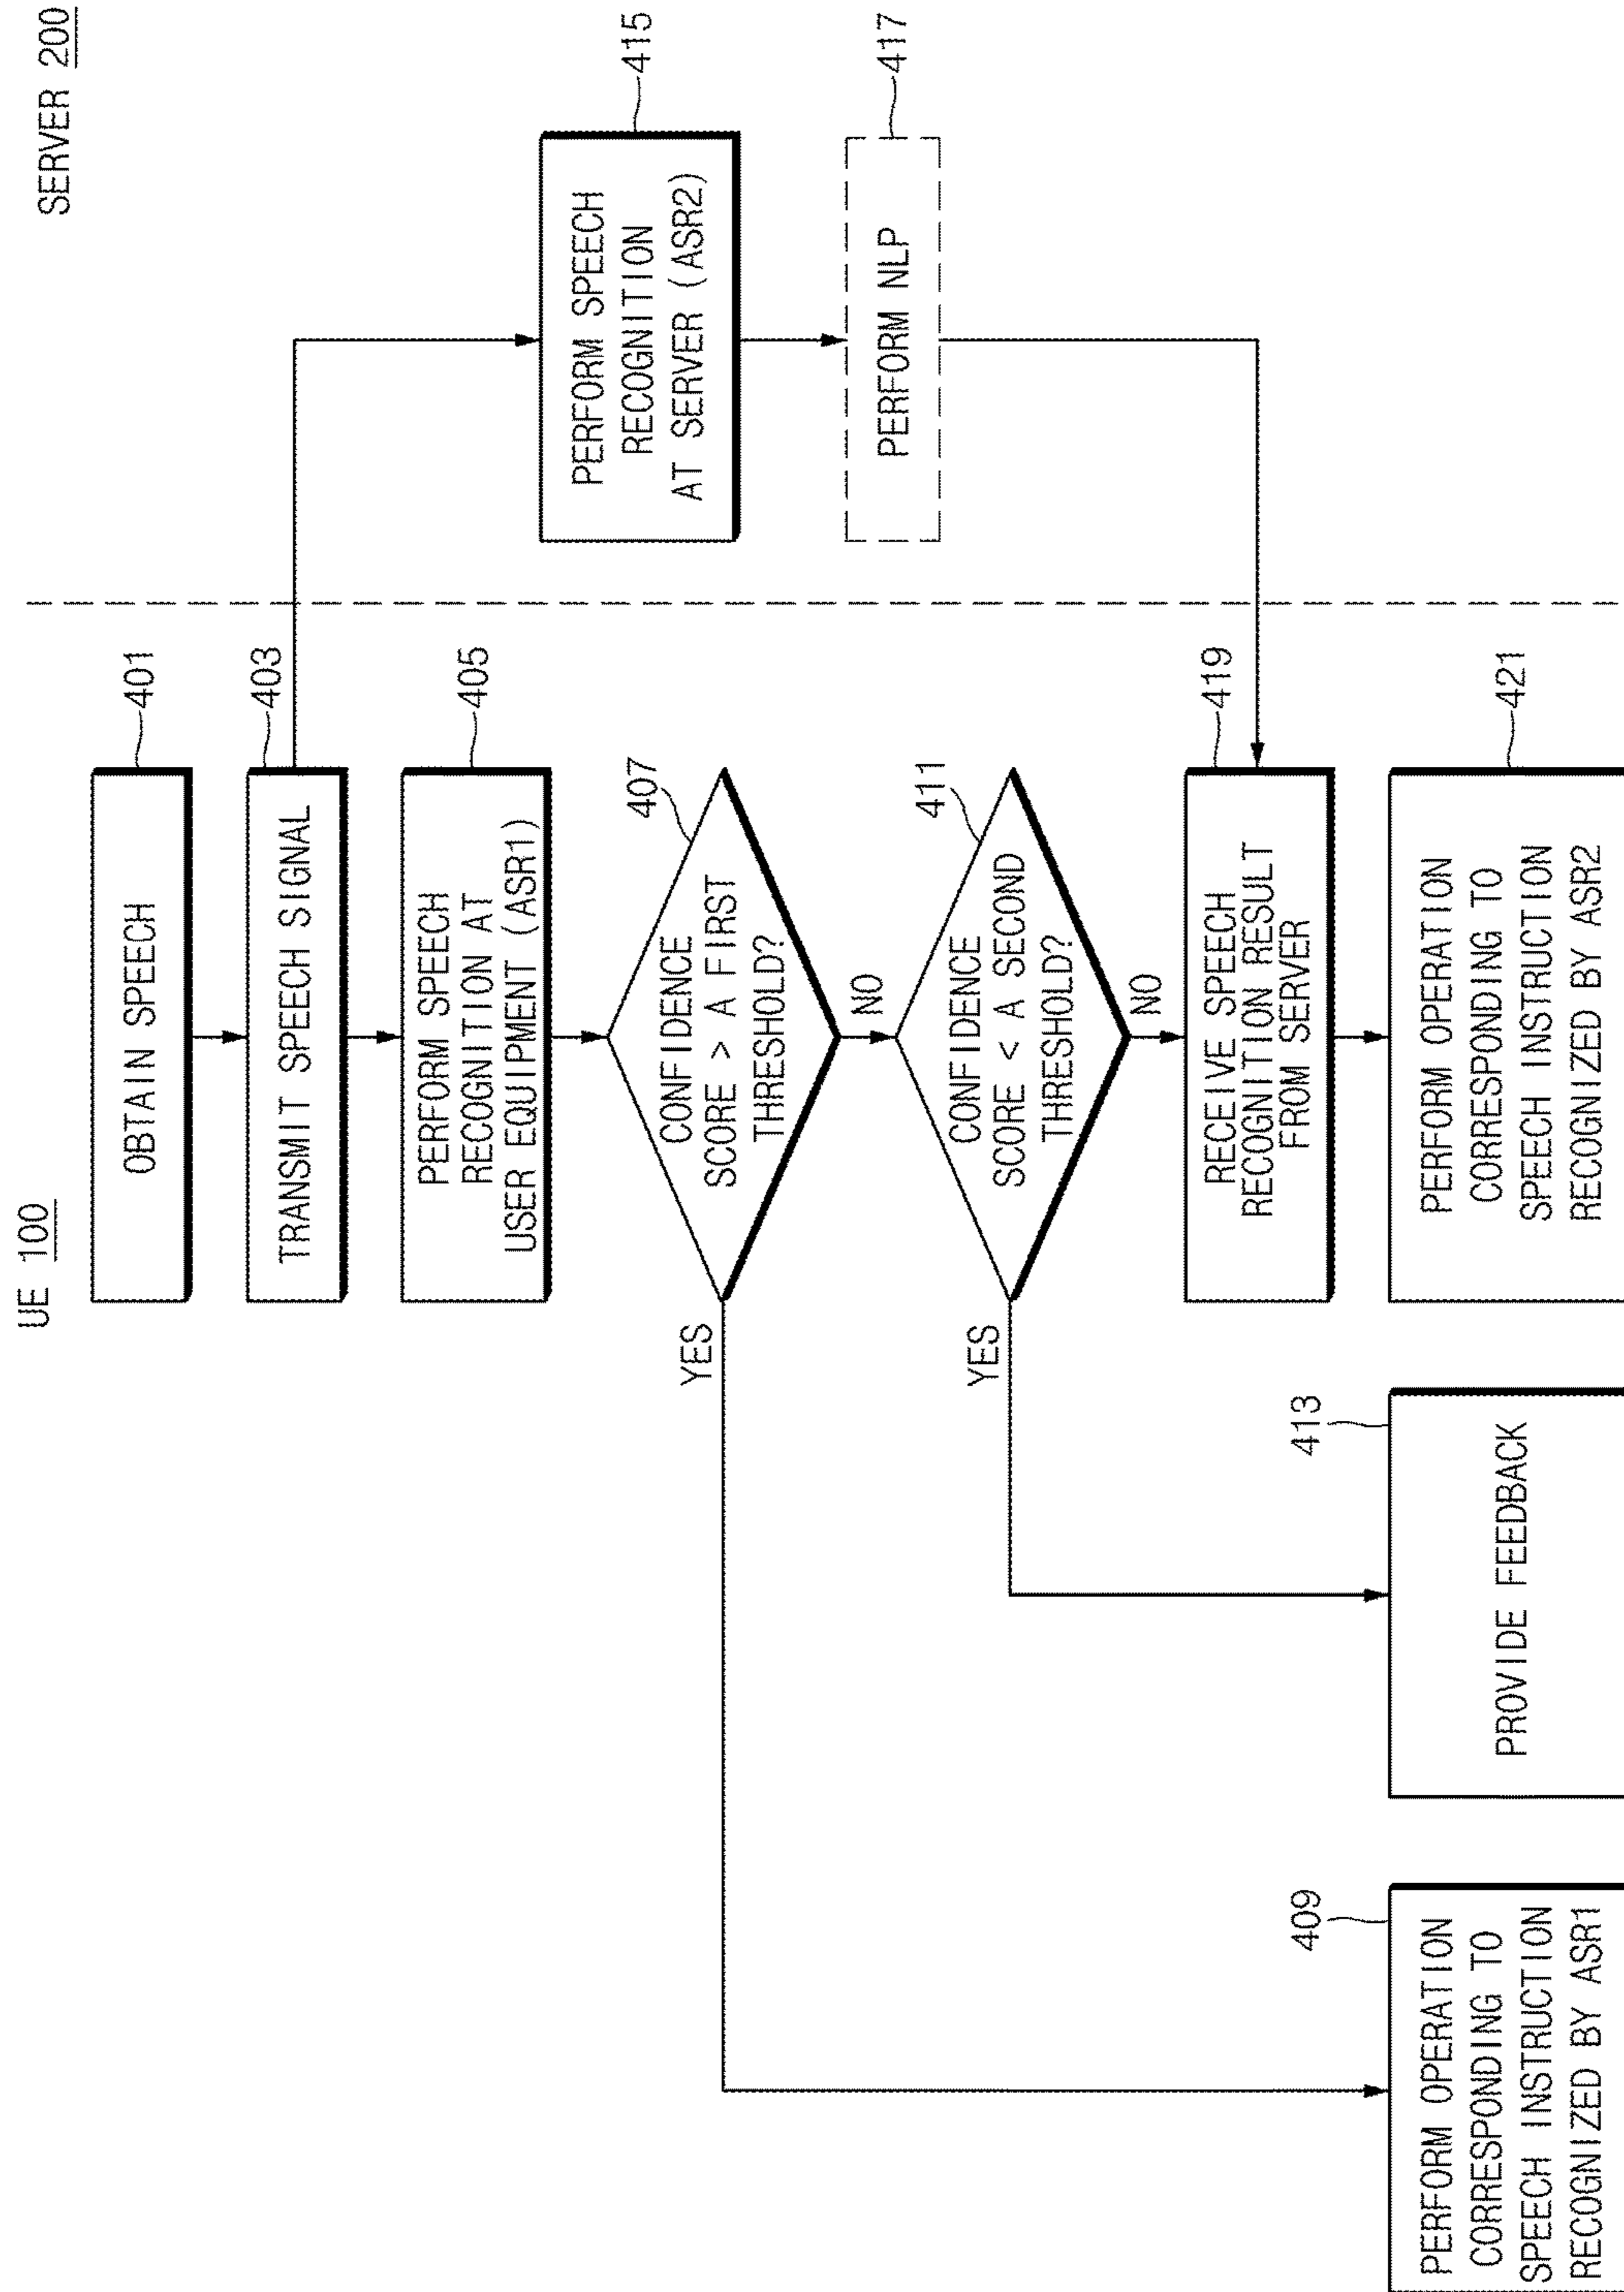 UE 100
SERVER 200
OBTAIN SPEECH
401
TRANSMIT SPEECH SIGNAL
403
PERFORM SPEECH
RECOGNITION AT
USER EQUIPMENT (ASR1)
405
CONFIDENCE
SCORE > A FIRST
THRESHOLD?
407
YES
NO
PERFORM SPEECH
RECOGNITION
AT SERVER (ASR2)
415
PERFORM NLP
417
CONFIDENCE
SCORE < A SECOND
THRESHOLD?
411
YES
NO
RECEIVE SPEECH
RECOGNITION RESULT
FROM SERVER
419
PERFORM OPERATION
CORRESPONDING TO
SPEECH INSTRUCTION
RECOGNIZED BY ASR1
409
PROVIDE FEEDBACK
413
PERFORM OPERATION
CORRESPONDING TO
SPEECH INSTRUCTION
RECOGNIZED BY ASR2
421